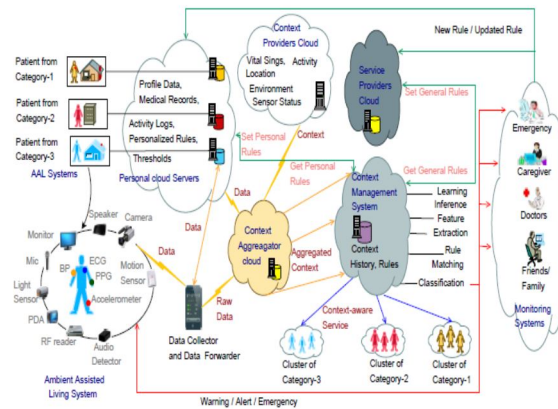 New Rule / Updated Rule
Context
Providers Cloud
Vital Sings, Activity
Location
Environment
Sensor Status
Service
Providers
Cloud
Patient from
Category-1
Patient from
Category-2
Patient from
Category-3
AAL Systems
Profile Data,
Medical Records,
Activity Logs,
Personalized Rules,
Thresholds
Personal cloud Servers
Set Personal
Rules
Get Personal
Rules
Set General Rules
Get General Rules
Context
Data
Data
Data
Raw
Data
Context
Aggreagator
cloud
Aggregated
Context
Context
Management
System
Context
History, Rules
Learning
Inference
Feature
Extraction
Rule
Matching
Classification
Emergency
Caregiver
Doctors
Friends/
Family
Monitoring
Systems
Speaker
Camera
Monitor
Mic
Light
Sensor
PDA
RF reader
Audio
Detector
Motion
Sensor
BP
ECG
PPG
Accelerometer
Ambient Assisted
Living System
Data Collector
and Data Forwarder
Context-aware
Service
Cluster of
Category-3
Cluster of
Category-2
Cluster of
Category-1
Warning / Alert / Emergency